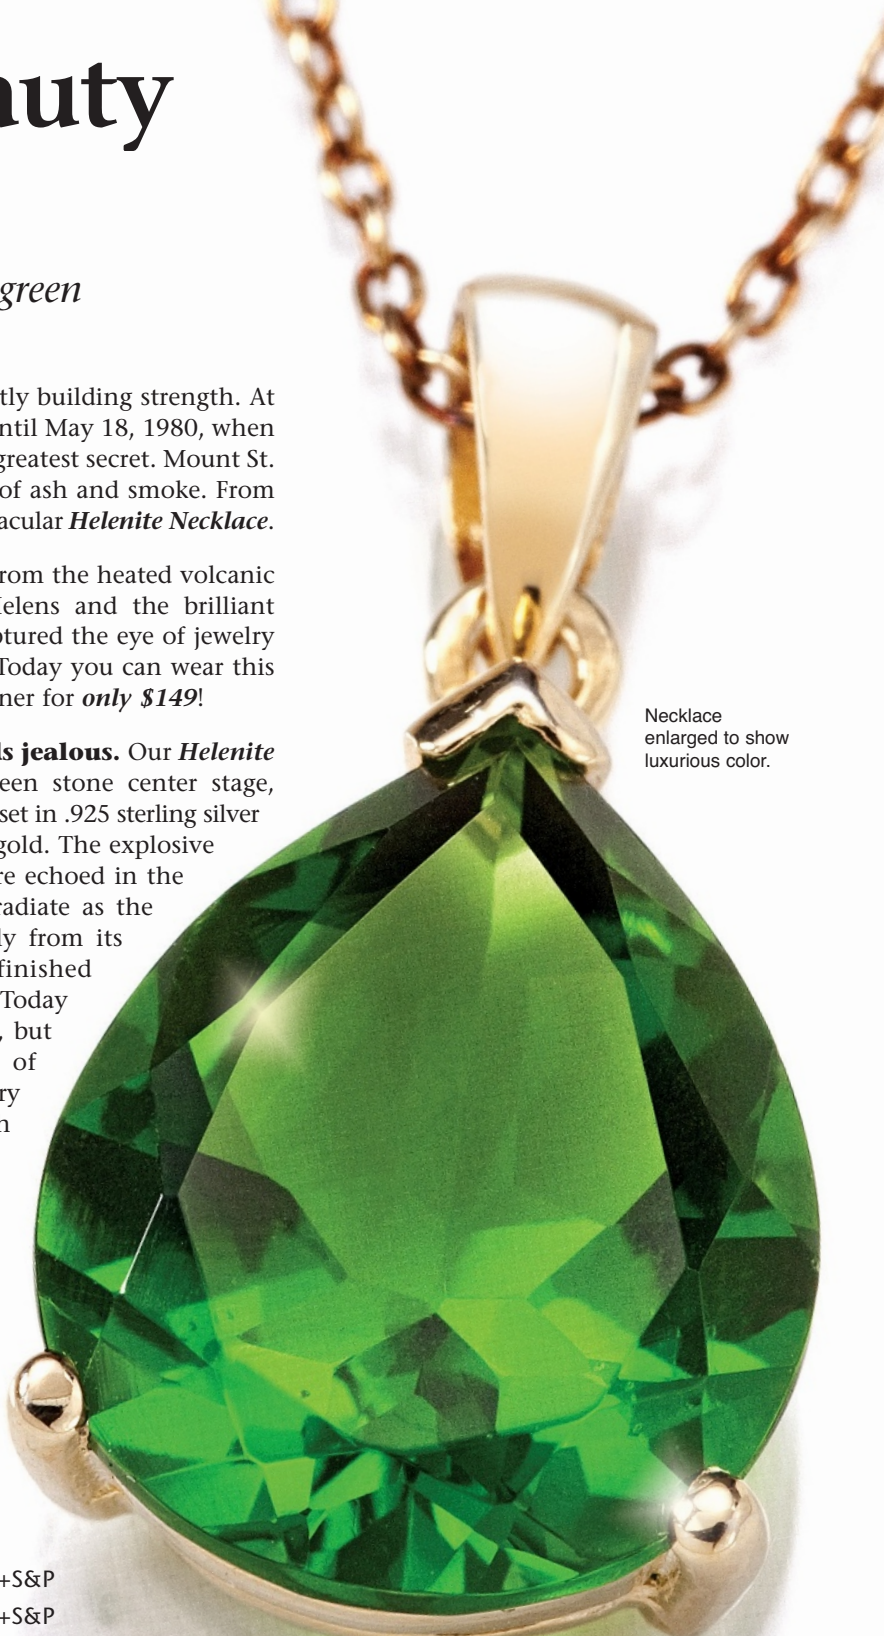 auty
green
tly building strength. At
ntil May 18, 1980, when
greatest secret. Mount St.
of ash and smoke. From
acular Helenite Necklace.
rom the heated volcanic
elens and the brilliant
ptured the eye of jewelry
Today you can wear this
ner for only $149!
ls jealous. Our Helenite
een stone center stage,
set in .925 sterling silver
gold. The explosive
re echoed in the
radiate as the
ly from its
finished
Today
, but
of
ry
n
Necklace
enlarged to show
luxurious color.
+S&P
+S&P